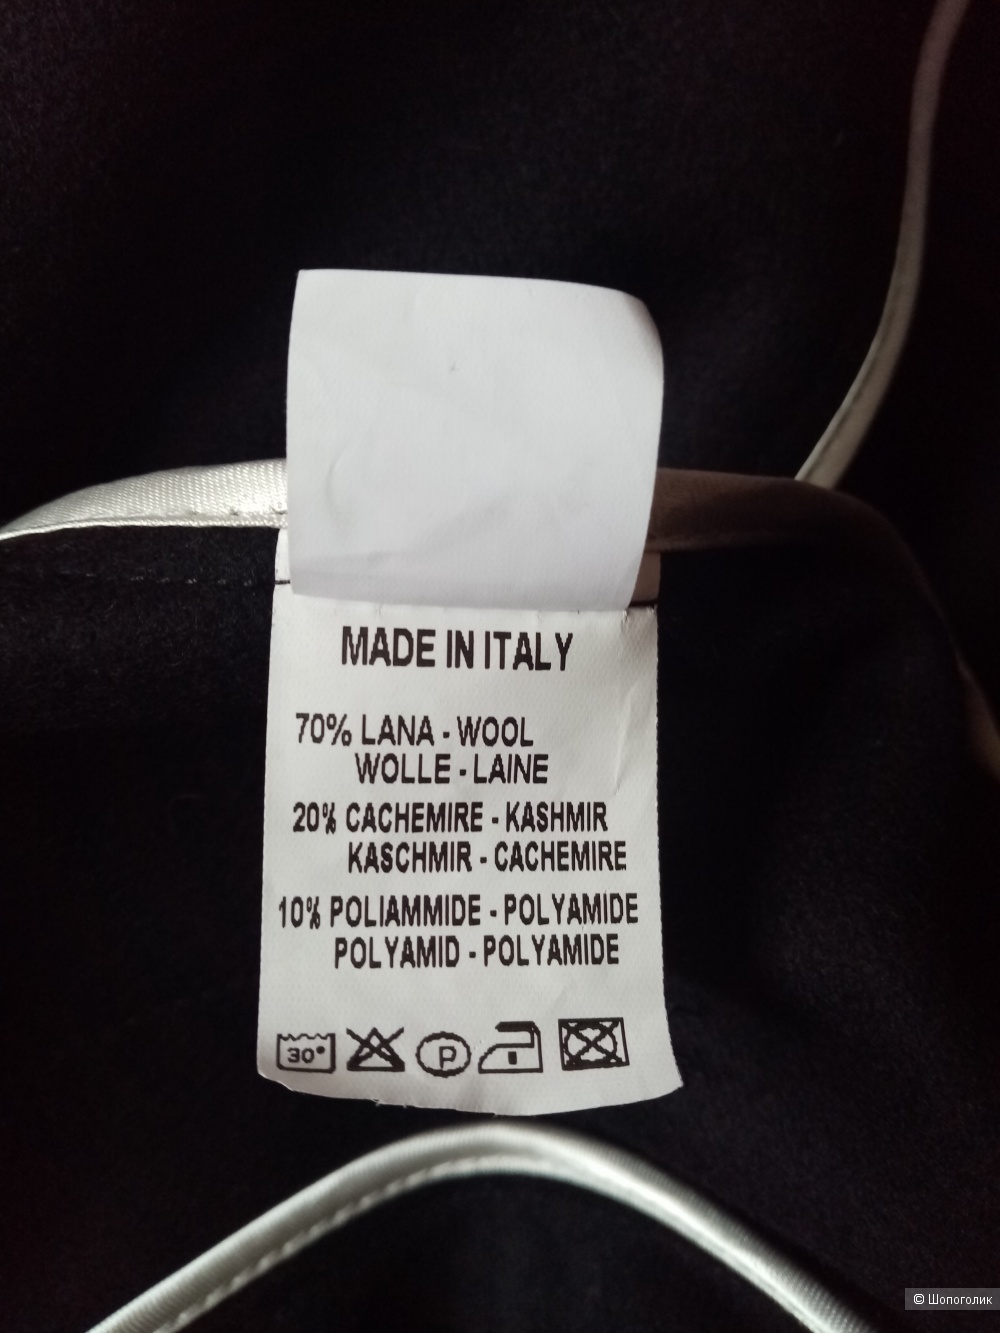 MADE IN ITALY
70% LANA - WOOL
WOLLE - LAINE
20% CACHEMIRE - KASHMIR
KASCHMIR - CACHEMIRE
10% POLIAMMIDE - POLYAMIDE
POLYAMID - POLYAMIDE
30° P
© Шопоголик